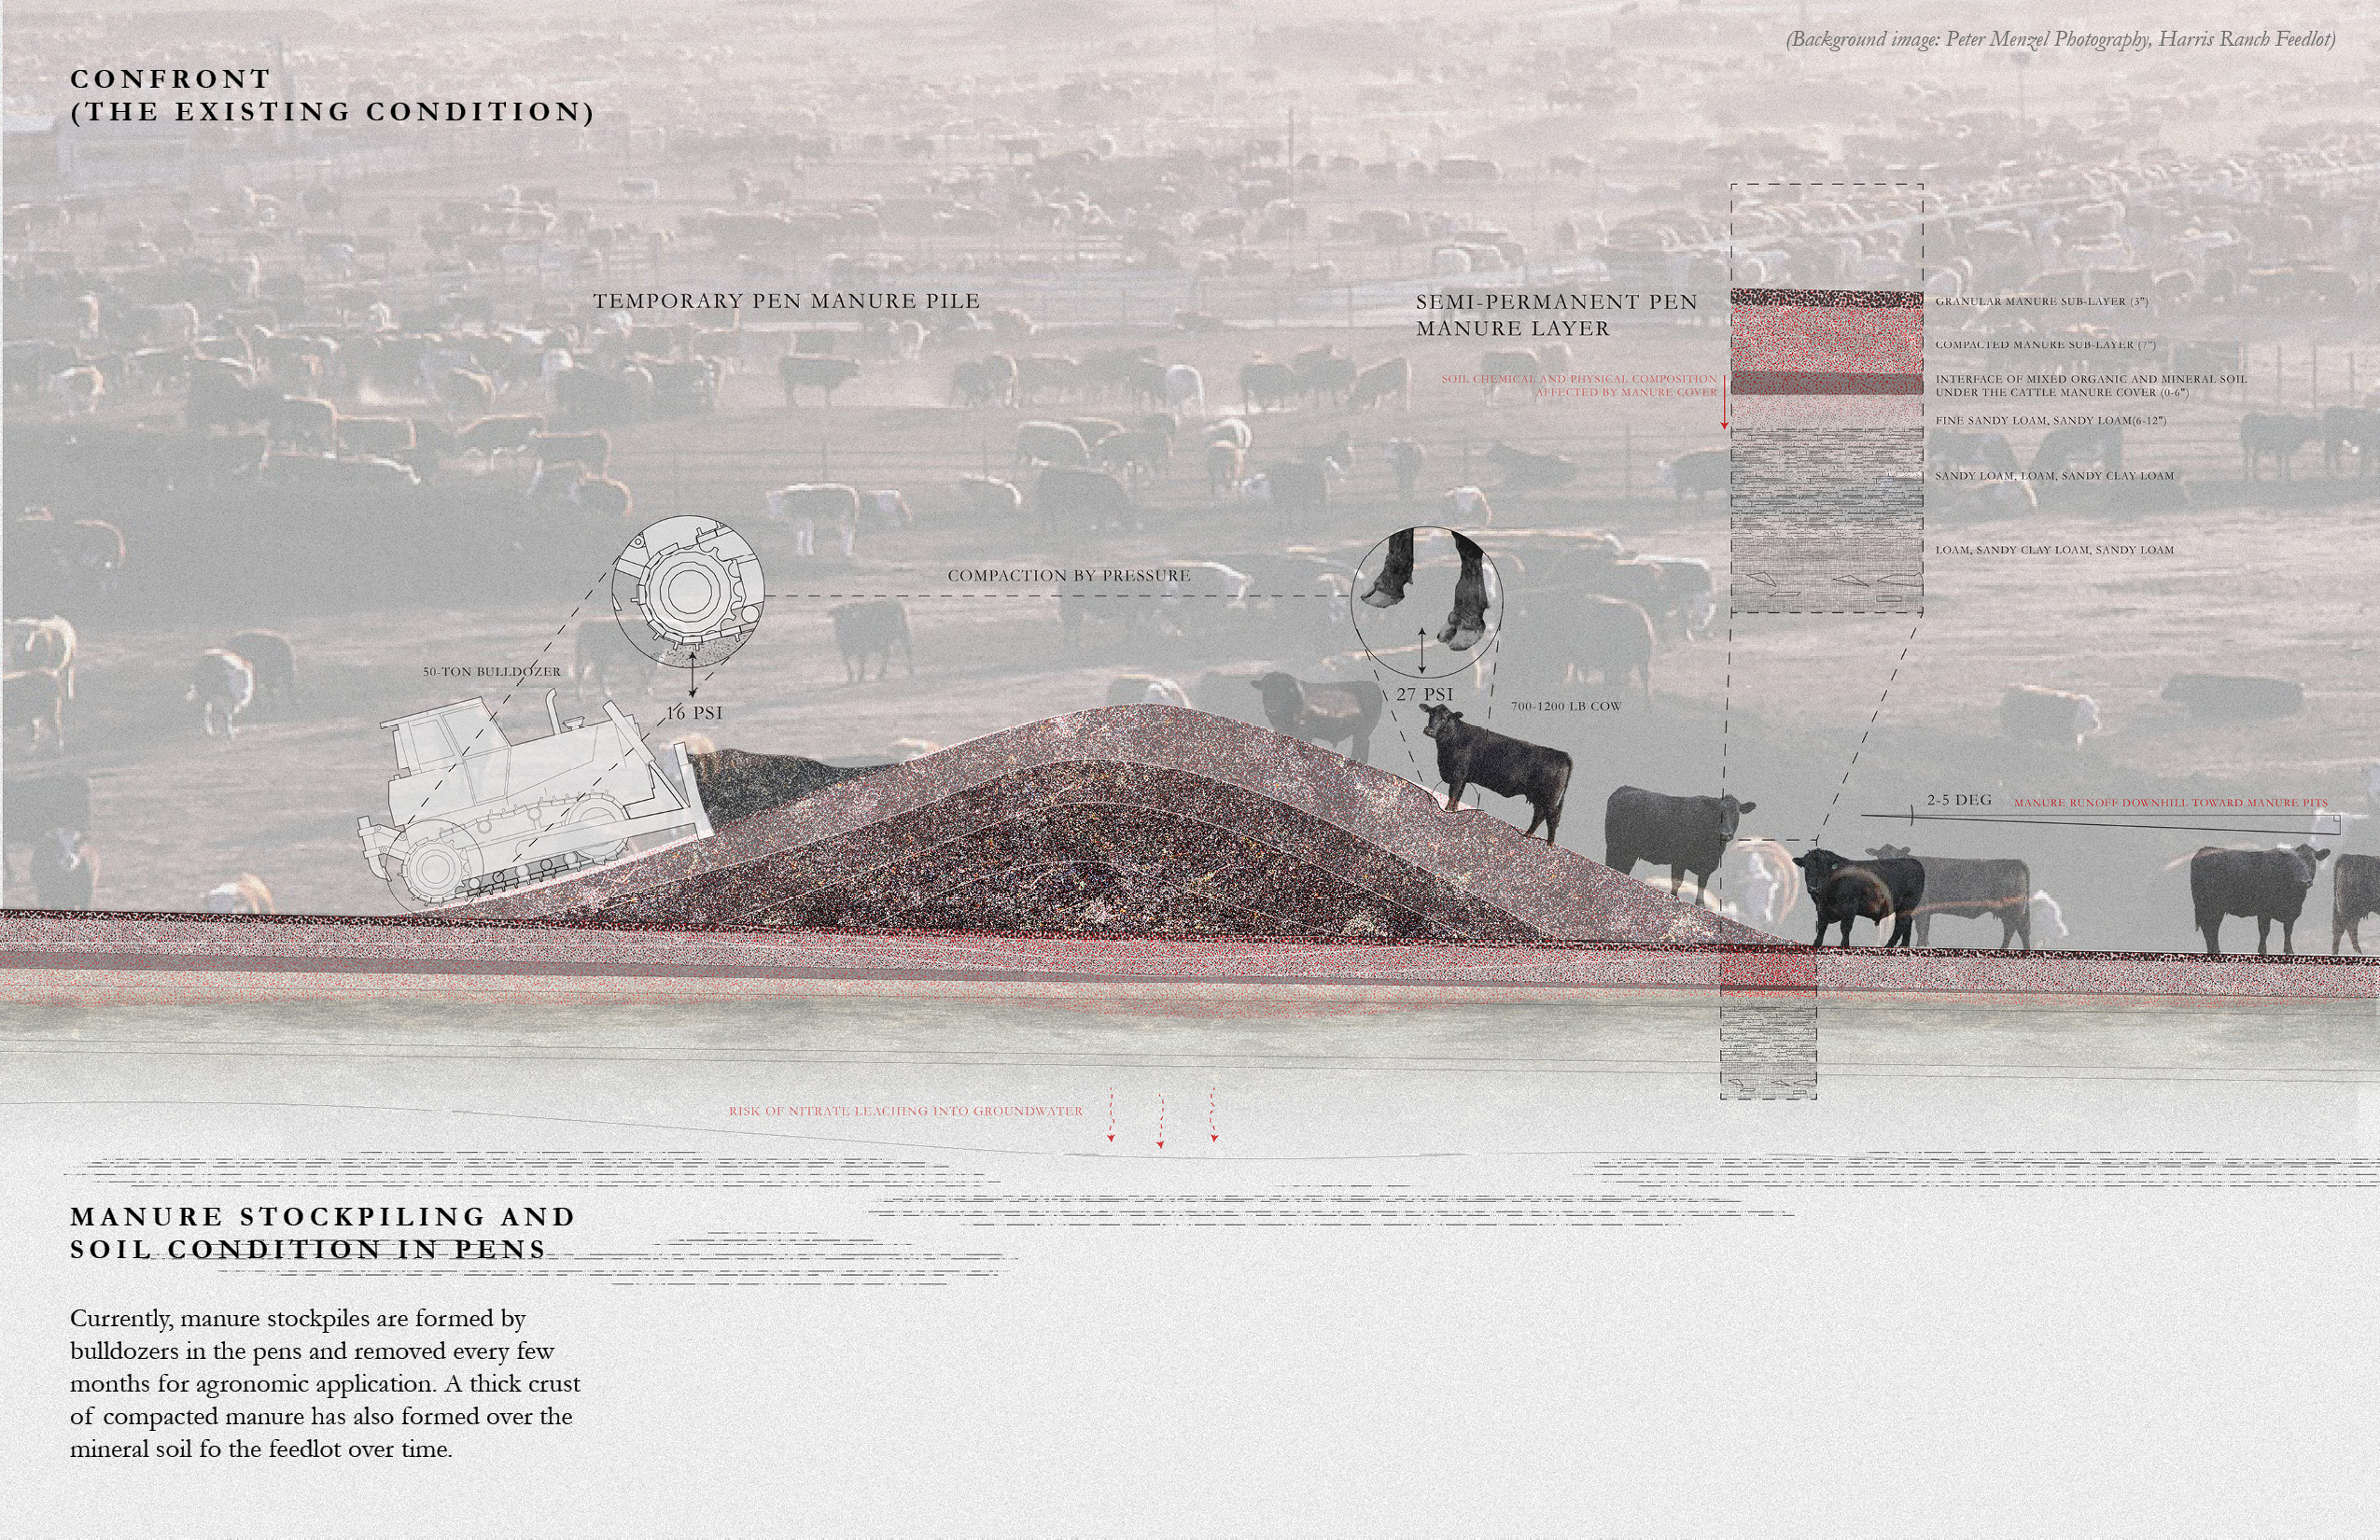 (Background image: Peter Menzel Photography, Harris Ranch Feedlot)
CONFRONT
(THE EXISTING CONDITION)
TEMPORARY PEN MANURE PILE
SEMI-PERMANENT PEN
MANURE LAYER
SOIL CHEMICAL AND PHYSICAL COMPOSITION
AFFECTED BY MANURE COVER
GRANULAR MANURE SUB-LAYER (3")
COMPACTED MANURE SUB-LAYER (7")
INTERFACE OF MIXED ORGANIC AND MINERAL SOIL
UNDER THE CATTLE MANURE COVER (0-6")
FINE SANDY LOAM, SANDY LOAM(6-12")
SANDY LOAM, LOAM, SANDY CLAY LOAM
LOAM, SANDY CLAY LOAM, SANDY LOAM
COMPACTION BY PRESSURE
50-TON BULLDOZER
16 PSI
27 PSI
700-1200 LB COW
2-5 DEG
MANURE RUNOFF DOWNHILL TOWARD MANURE PITS
RISK OF NITRATE LEACHING INTO GROUNDWATER
MANURE STOCKPILING AND
SOIL CONDITION IN PENS
Currently, manure stockpiles are formed by
bulldozers in the pens and removed every few
months for agronomic application. A thick crust
of compacted manure has also formed over the
mineral soil fo the feedlot over time.